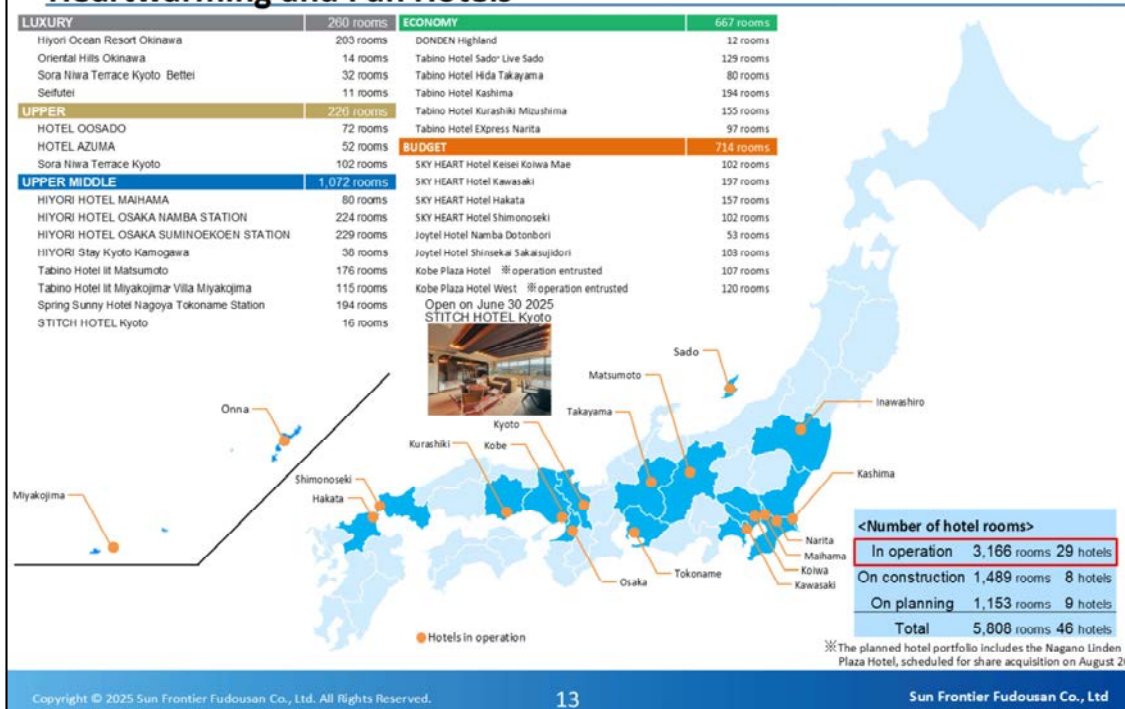 Heartwarming and Fun Hotels
LUXURY 260 rooms
Hiyori Ocean Resort Okinawa 203 rooms
Oriental Hills Okinawa 14 rooms
Sora Niwa Terrace Kyoto Bettei 32 rooms
Seifutei 11 rooms
UPPER 226 rooms
HOTEL OOSADO 72 rooms
HOTEL AZUMA 52 rooms
Sora Niwa Terrace Kyoto 102 rooms
UPPER MIDDLE 1,072 rooms
HIYORI HOTEL MAIHAMA 80 rooms
HIYORI HOTEL OSAKA NAMBA STATION 224 rooms
HIYORI HOTEL OSAKA SUMINOEKOEN STATION 229 rooms
HIYORI Stay Kyoto Kamogawa 38 rooms
Tabino Hotel lit Matsumoto 176 rooms
Tabino Hotel lit Miyakojima・Villa Miyakojima 115 rooms
Spring Sunny Hotel Nagoya Tokoname Station 194 rooms
STITCH HOTEL Kyoto 16 rooms
ECONOMY 667 rooms
DONDEN Highland 12 rooms
Tabino Hotel Sado・Live Sado 129 rooms
Tabino Hotel Hida Takayama 80 rooms
Tabino Hotel Kashima 194 rooms
Tabino Hotel Kurashiki Mizushima 155 rooms
Tabino Hotel EXpress Narita 97 rooms
BUDGET 714 rooms
SKY HEART Hotel Keisei Koiwa Mae 102 rooms
SKY HEART Hotel Kawasaki 197 rooms
SKY HEART Hotel Hakata 157 rooms
SKY HEART Hotel Shimonoseki 102 rooms
Joytel Hotel Namba Dotonbori 53 rooms
Joytel Hotel Shinsekai Sakaisujidori 103 rooms
Kobe Plaza Hotel ※operation entrusted 107 rooms
Kobe Plaza Hotel West ※operation entrusted 120 rooms
Open on June 30 2025
STITCH HOTEL Kyoto
Sado
Matsumoto
Takayama
Inawashiro
Onna
Kyoto
Kurashiki
Kobe
Kashima
Shimonoseki
Hakata
Miyakojima
Narita
Maihama
Koiwa
Kawasaki
Tokoname
Osaka
Hotels in operation
<Number of hotel rooms>
In operation 3,166 rooms 29 hotels
On construction 1,489 rooms 8 hotels
On planning 1,153 rooms 9 hotels
Total 5,808 rooms 46 hotels
※The planned hotel portfolio includes the Nagano Linden
Plaza Hotel, scheduled for share acquisition on August 20
Copyright © 2025 Sun Frontier Fudousan Co., Ltd. All Rights Reserved.
13
Sun Frontier Fudousan Co., Ltd